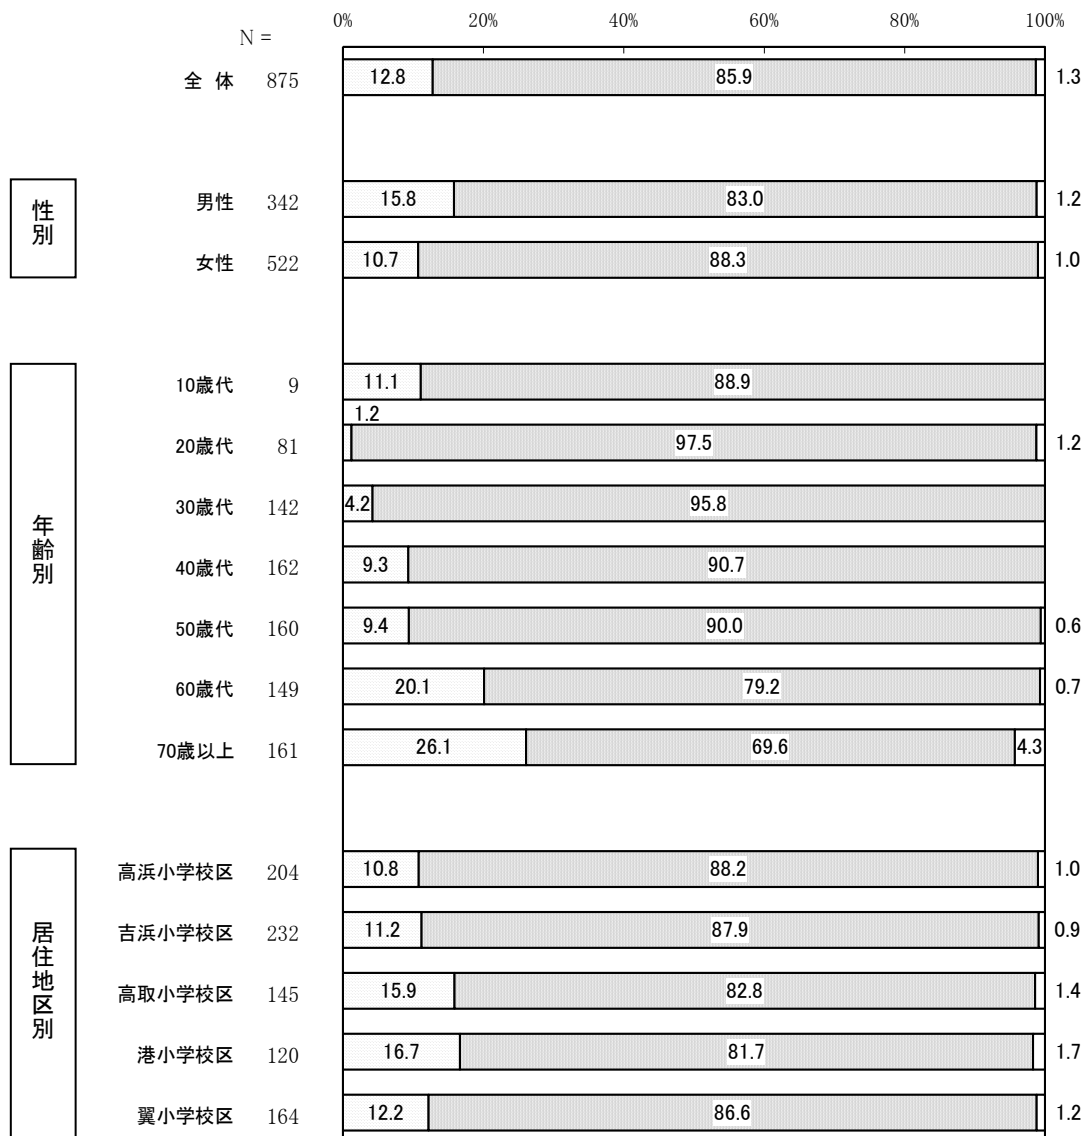 0% 20% 40% 60% 80% 100%
N =
全 体 875 12.8 85.9 1.3
性別
男性 342 15.8 83.0 1.2
女性 522 10.7 88.3 1.0
年齢別
10歳代 9 11.1 88.9
1.2
20歳代 81 97.5 1.2
30歳代 142 4.2 95.8
40歳代 162 9.3 90.7
50歳代 160 9.4 90.0 0.6
60歳代 149 20.1 79.2 0.7
70歳以上 161 26.1 69.6 4.3
居住地区別
高浜小学校区 204 10.8 88.2 1.0
吉浜小学校区 232 11.2 87.9 0.9
高取小学校区 145 15.9 82.8 1.4
港小学校区 120 16.7 81.7 1.7
翼小学校区 164 12.2 86.6 1.2